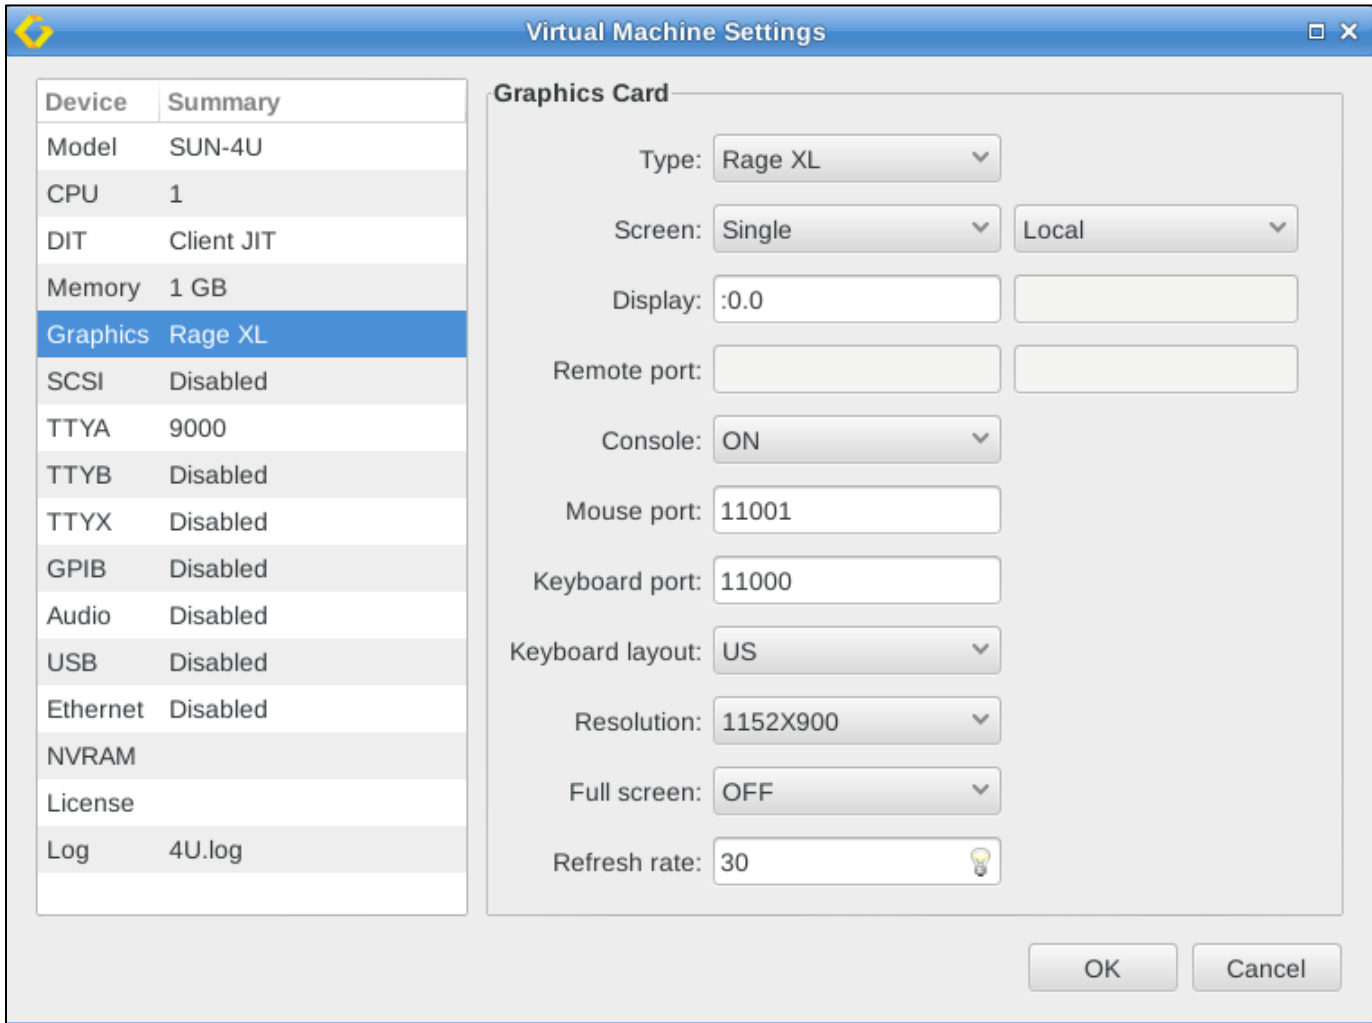 Virtual Machine Settings
Device Summary
Model SUN-4U
CPU 1
DIT Client JIT
Memory 1 GB
Graphics Rage XL
SCSI Disabled
TTYA 9000
TTYB Disabled
TTYX Disabled
GPIB Disabled
Audio Disabled
USB Disabled
Ethernet Disabled
NVRAM
License
Log 4U.log
Graphics Card
Type: Rage XL
Screen: Single Local
Display: :0.0
Remote port:
Console: ON
Mouse port: 11001
Keyboard port: 11000
Keyboard layout: US
Resolution: 1152X900
Full screen: OFF
Refresh rate: 30
OK Cancel